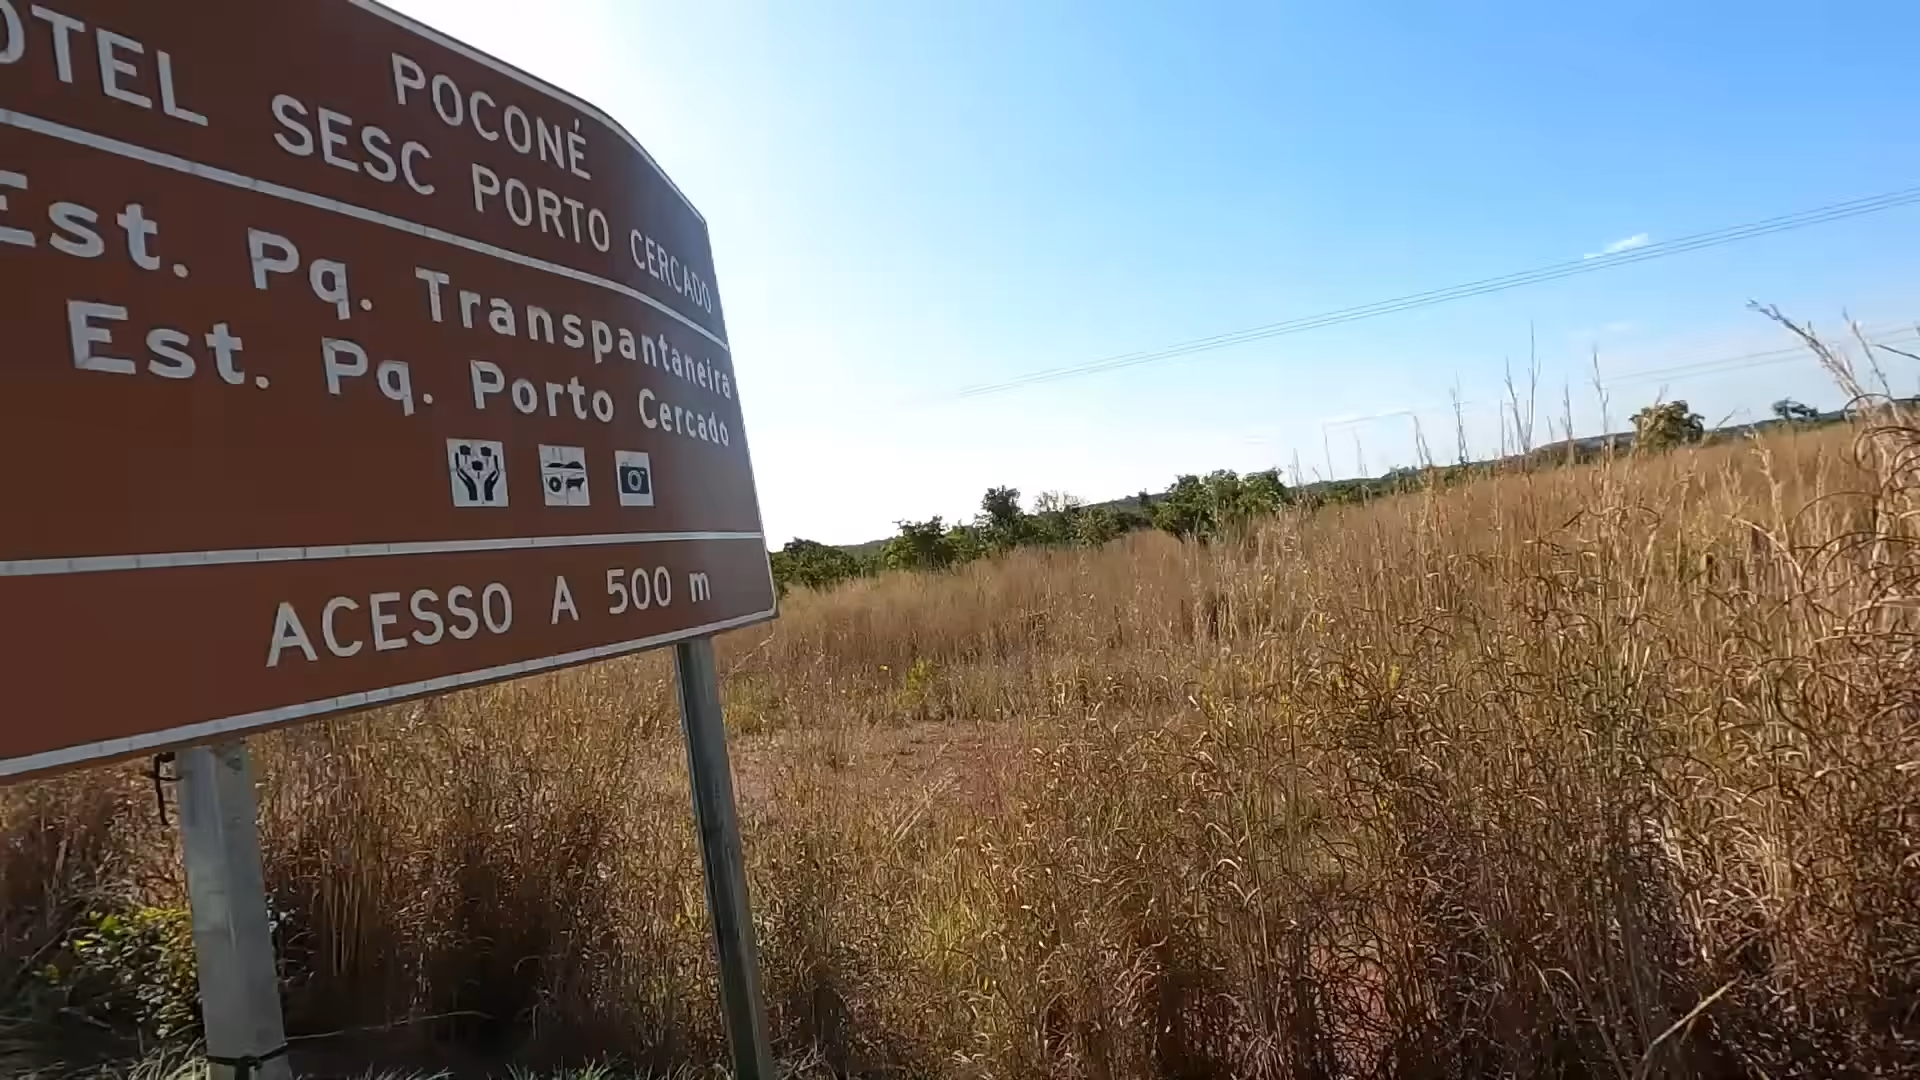 POCONÉ
OTEL SESC PORTO CERCADO
Est. Pq. Transpantaneira
Est. Pq. Porto Cercado
ACESSO A 500 m